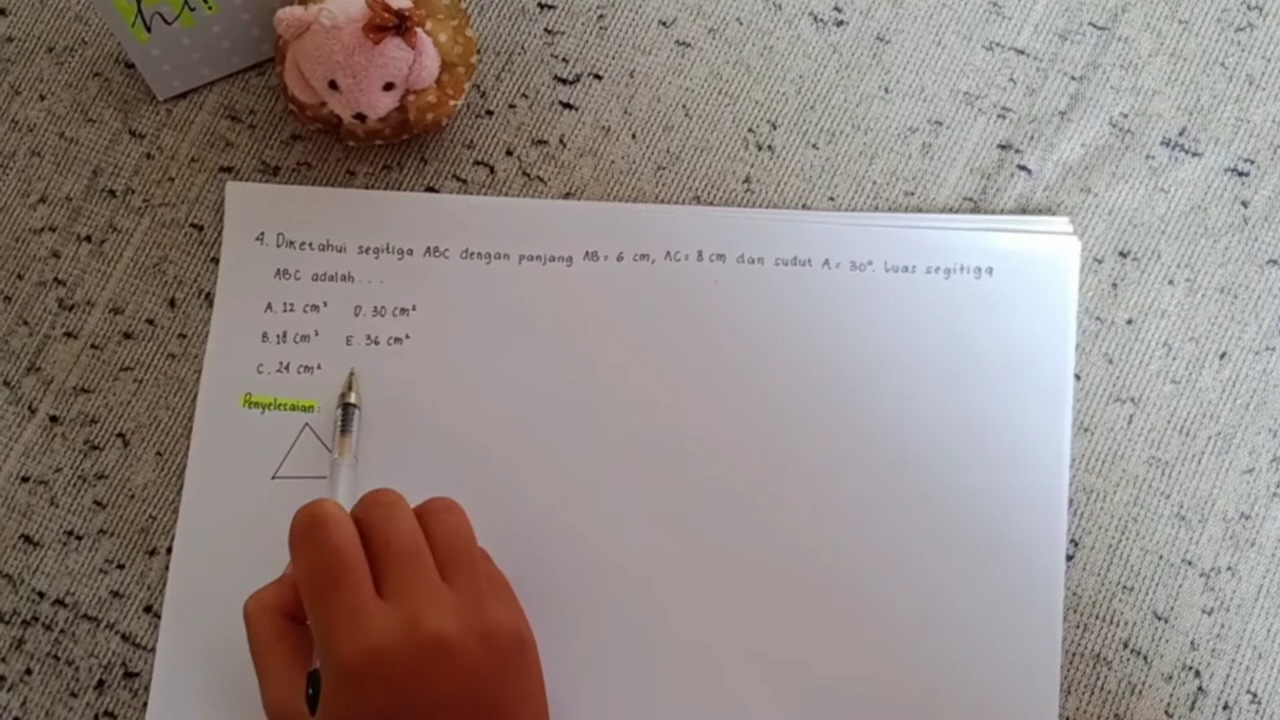 hi!
4. Diketahui segitiga ABC dengan panjang AB = 6 cm, AC = 8 cm dan sudut A = 30°. Luas segitiga
ABC adalah...
A. 12 cm² D. 30 cm²
B. 18 cm² E. 36 cm²
C. 24 cm²
Penyelesaian: